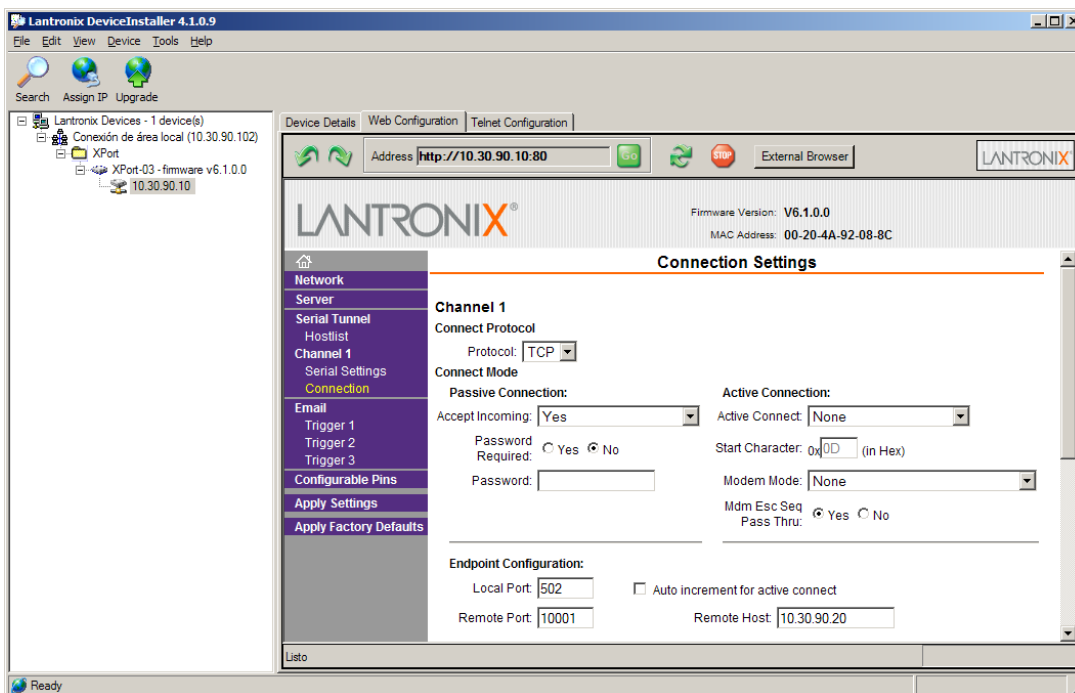 Lantronix DeviceInstaller 4.1.0.9
File Edit View Device Tools Help
Search Assign IP Upgrade
Lantronix Devices - 1 device(s)
Conexión de área local (10.30.90.102)
XPort
XPort-03 - firmware v6.1.0.0
10.30.90.10
Device Details Web Configuration Telnet Configuration
Address http://10.30.90.10:80 Go STOP External Browser LANTRONIX
LANTRONIX®
Firmware Version: V6.1.0.0
MAC Address: 00-20-4A-92-08-8C
Network
Server
Serial Tunnel
Hostlist
Channel 1
Serial Settings
Connection
Email
Trigger 1
Trigger 2
Trigger 3
Configurable Pins
Apply Settings
Apply Factory Defaults
Connection Settings
Channel 1
Connect Protocol
Protocol: TCP
Connect Mode
Passive Connection: Active Connection:
Accept Incoming: Yes Active Connect: None
Password Required: Yes No Start Character: 0x 0D (in Hex)
Password: Modem Mode: None
Mdm Esc Seq Pass Thru: Yes No
Endpoint Configuration:
Local Port: 502 Auto increment for active connect
Remote Port: 10001 Remote Host: 10.30.90.20
Listo
Ready